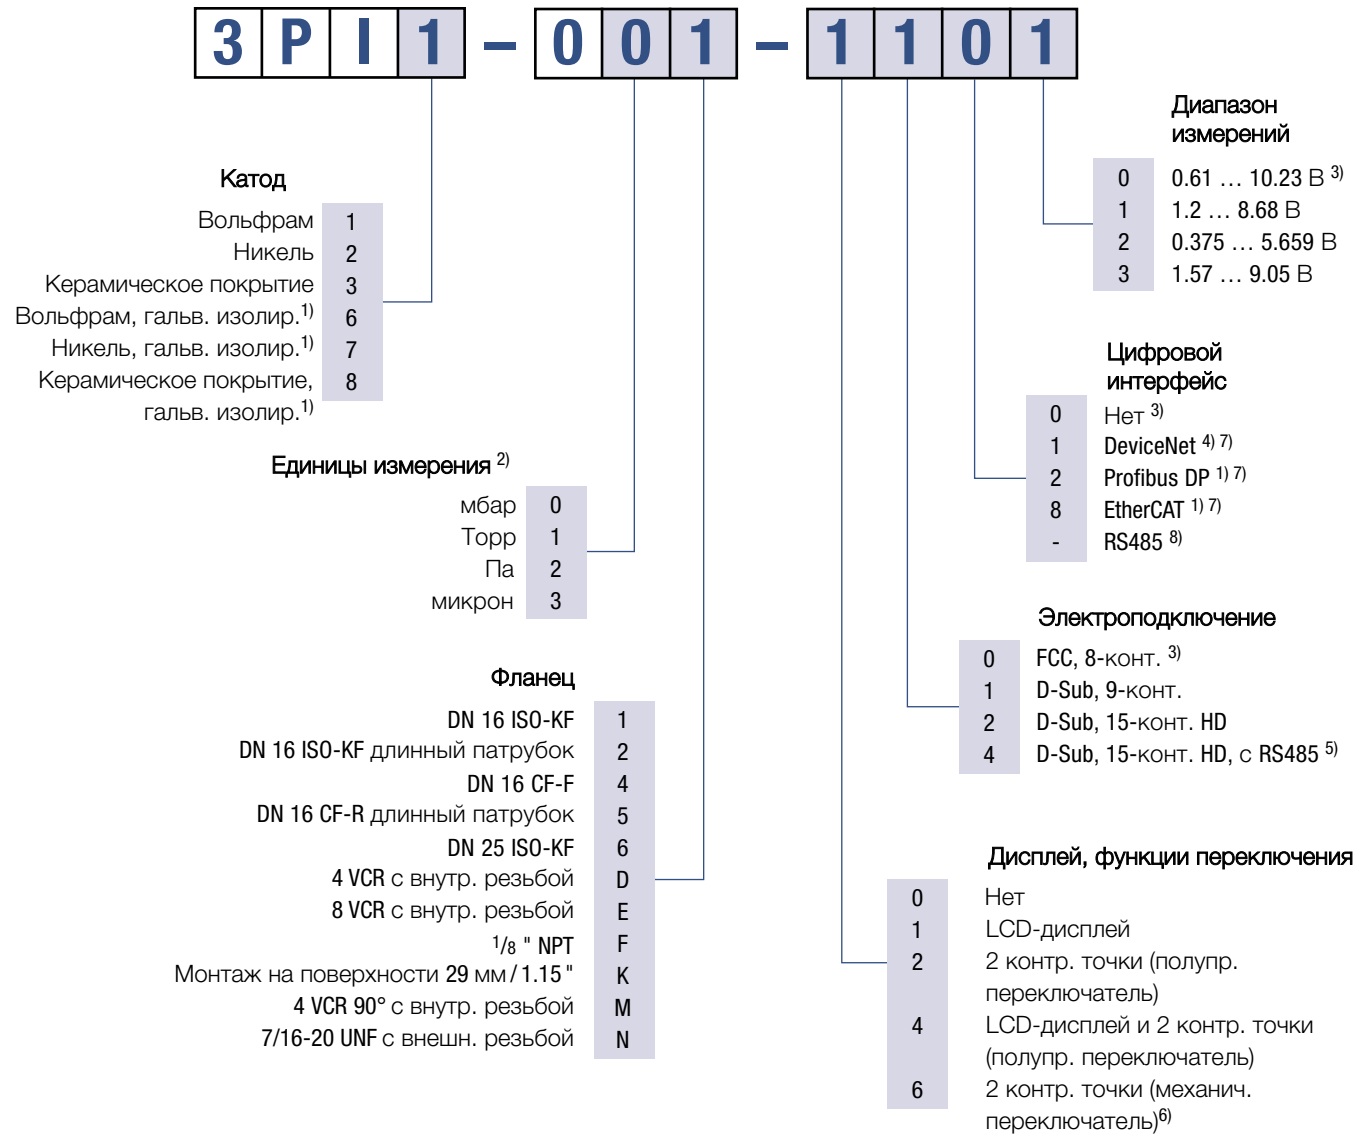 3PI1 – 001 – 1101
Диапазон
измерений
0 0.61 … 10.23 В 3)
1 1.2 … 8.68 В
2 0.375 … 5.659 В
3 1.57 … 9.05 В
Катод
Вольфрам 1
Никель 2
Керамическое покрытие 3
Вольфрам, гальв. изолир.1) 6
Никель, гальв. изолир.1) 7
Керамическое покрытие, 8
гальв. изолир.1)
Цифровой
интерфейс
0 Нет 3)
1 DeviceNet 4) 7)
2 Profibus DP 1) 7)
8 EtherCAT 1) 7)
- RS485 8)
Единицы измерения 2)
мбар 0
Торр 1
Па 2
микрон 3
Электроподключение
0 FCC, 8-конт. 3)
1 D-Sub, 9-конт.
2 D-Sub, 15-конт. HD
4 D-Sub, 15-конт. HD, с RS485 5)
Фланец
DN 16 ISO-KF 1
DN 16 ISO-KF длинный патрубок 2
DN 16 CF-F 4
DN 16 CF-R длинный патрубок 5
DN 25 ISO-KF 6
4 VCR с внутр. резьбой D
8 VCR с внутр. резьбой E
1/8 " NPT F
Монтаж на поверхности 29 мм / 1.15 " K
4 VCR 90° с внутр. резьбой M
7/16-20 UNF с внешн. резьбой N
Дисплей, функции переключения
0 Нет
1 LCD-дисплей
2 2 контр. точки (полупр.
переключатель)
4 LCD-дисплей и 2 контр. точки
(полупр. переключатель)
6 2 контр. точки (механич.
переключатель)6)